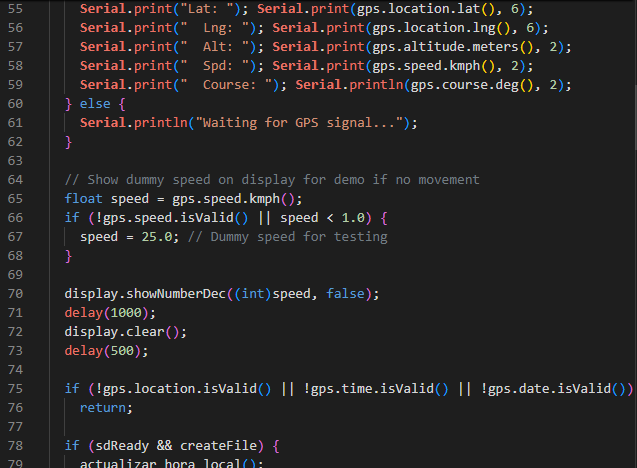 55 Serial.print("Lat: "); Serial.print(gps.location.lat(), 6);
56 Serial.print("  Lng: "); Serial.print(gps.location.lng(), 6);
57 Serial.print("  Alt: "); Serial.print(gps.altitude.meters(), 2);
58 Serial.print("  Spd: "); Serial.print(gps.speed.kmph(), 2);
59 Serial.print("  Course: "); Serial.println(gps.course.deg(), 2);
60 } else {
61 Serial.println("Waiting for GPS signal...");
62 }
63
64 // Show dummy speed on display for demo if no movement
65 float speed = gps.speed.kmph();
66 if (!gps.speed.isValid() || speed < 1.0) {
67 speed = 25.0; // Dummy speed for testing
68 }
69
70 display.showNumberDec((int)speed, false);
71 delay(1000);
72 display.clear();
73 delay(500);
74
75 if (!gps.location.isValid() || !gps.time.isValid() || !gps.date.isValid())
76 return;
77
78 if (sdReady && createFile) {
79 actualizar_hora_local();